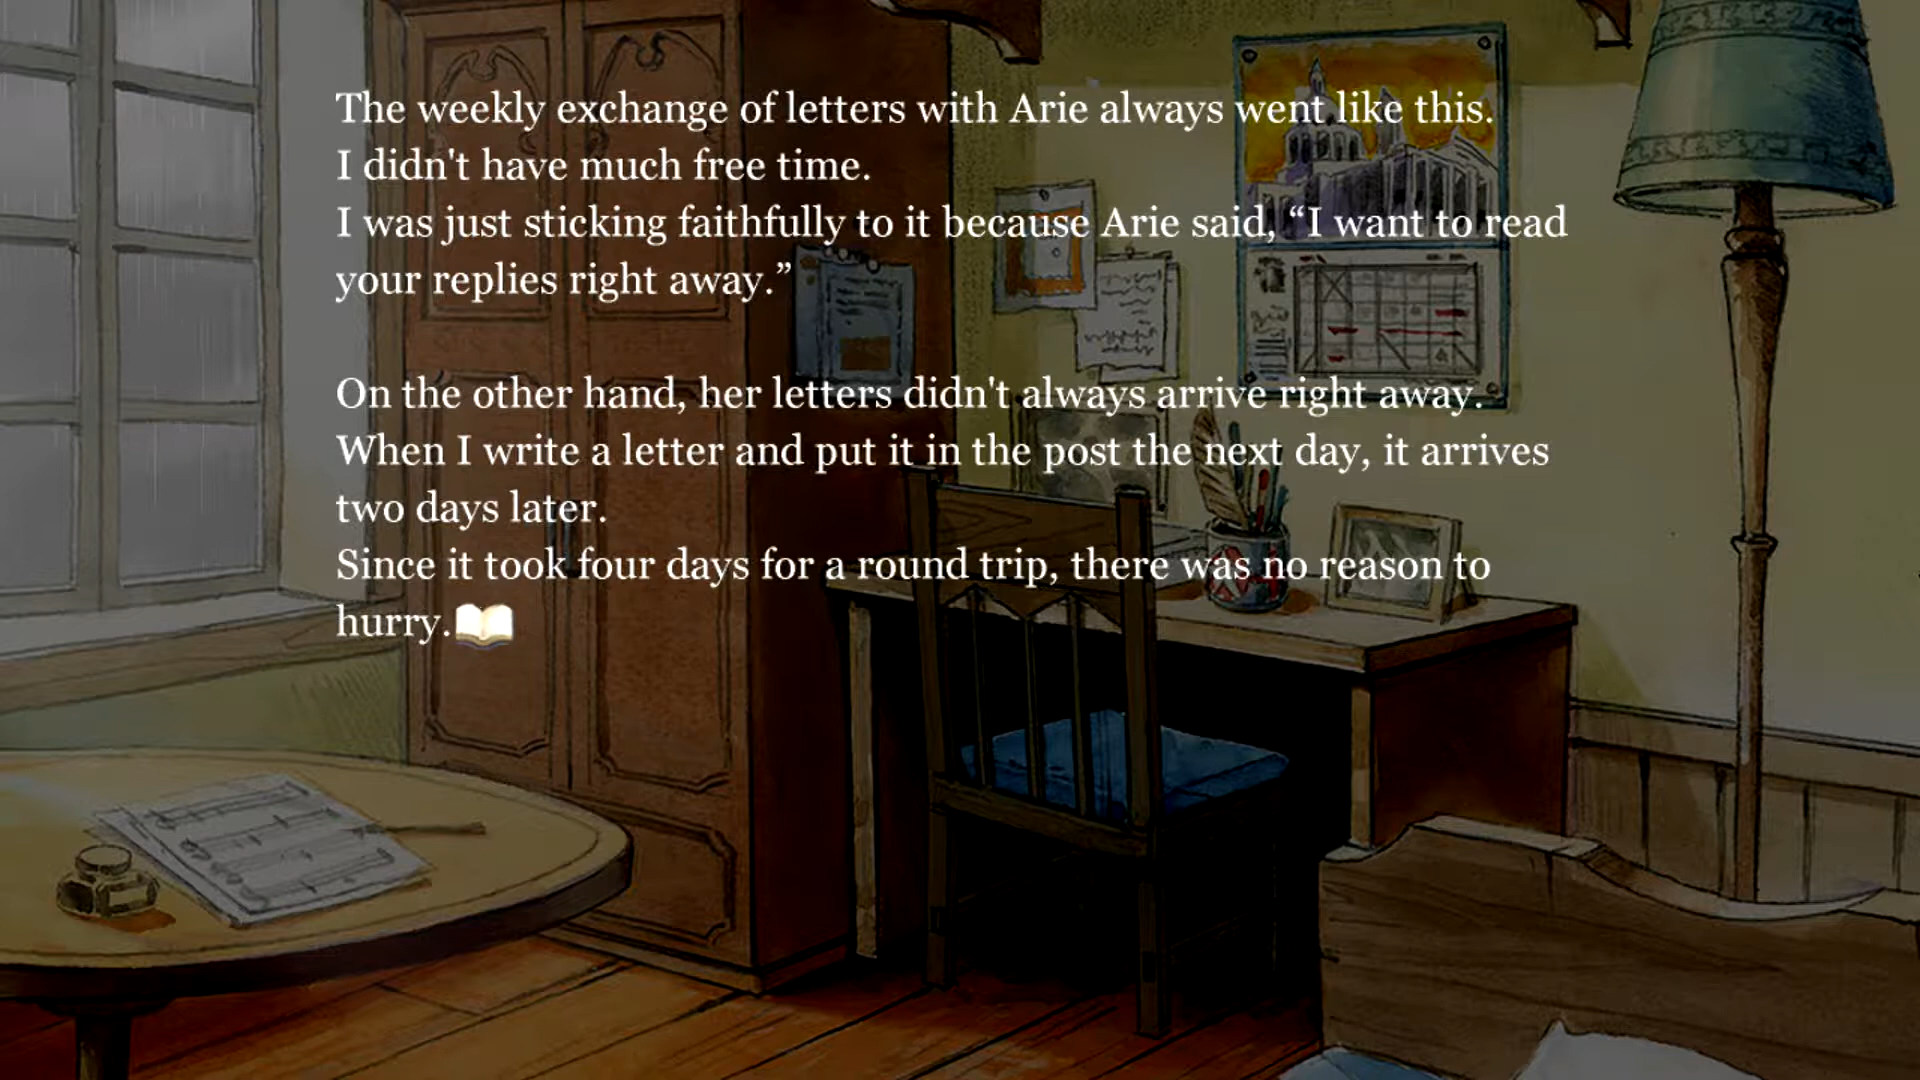 The weekly exchange of letters with Arie always went like this.
I didn't have much free time.
I was just sticking faithfully to it because Arie said, “I want to read
your replies right away.”
On the other hand, her letters didn't always arrive right away.
When I write a letter and put it in the post the next day, it arrives
two days later.
Since it took four days for a round trip, there was no reason to
hurry.